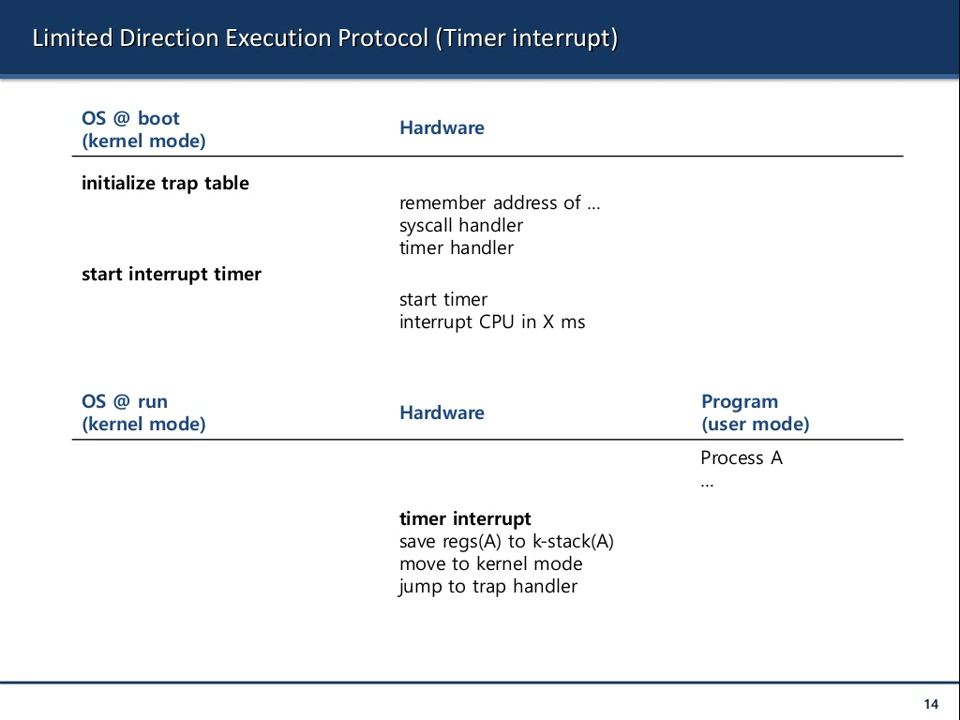 Limited Direction Execution Protocol (Timer interrupt)
OS @ boot
(kernel mode)
Hardware
initialize trap table
remember address of …
syscall handler
timer handler
start interrupt timer
start timer
interrupt CPU in X ms
OS @ run
(kernel mode)
Hardware
Program
(user mode)
Process A
…
timer interrupt
save regs(A) to k-stack(A)
move to kernel mode
jump to trap handler
14